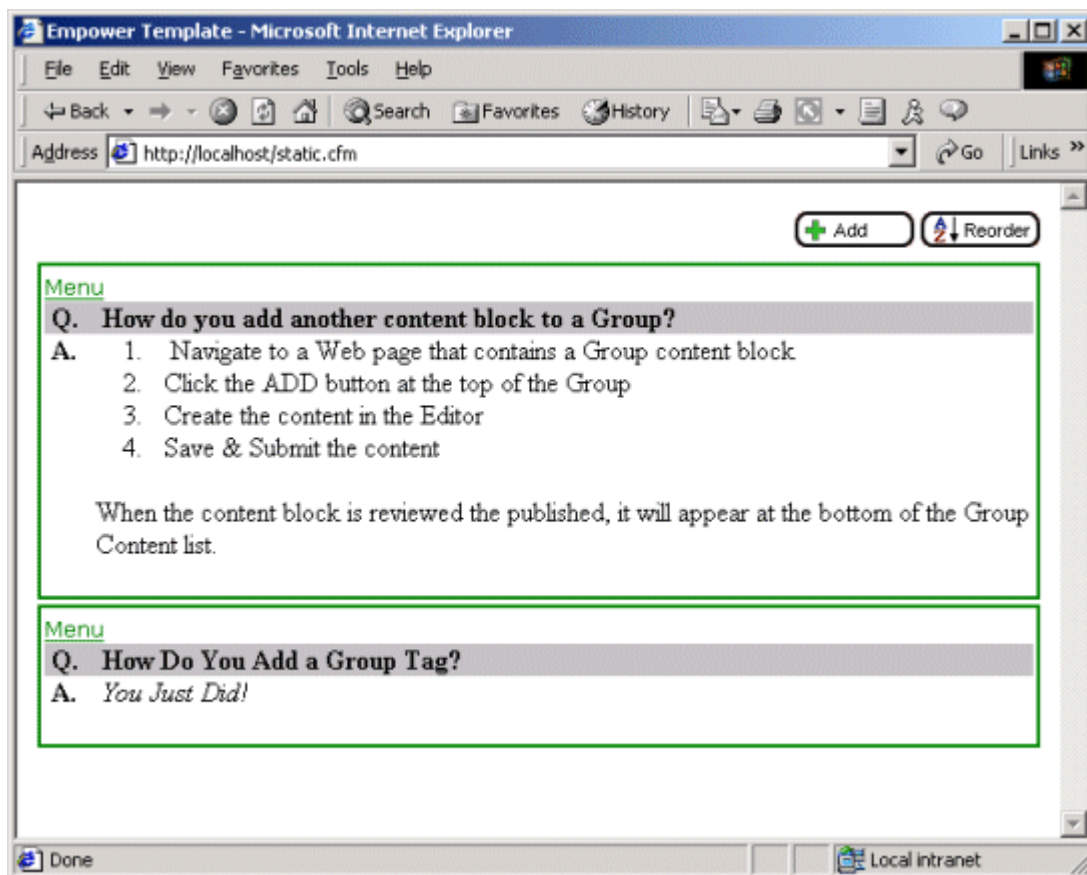 Empower Template - Microsoft Internet Explorer
File Edit View Favorites Tools Help
Back Search Favorites History
Address http://localhost/static.cfm Go Links »
Add Reorder
Menu
Q. How do you add another content block to a Group?
A. 1. Navigate to a Web page that contains a Group content block
2. Click the ADD button at the top of the Group
3. Create the content in the Editor
4. Save & Submit the content
When the content block is reviewed the published, it will appear at the bottom of the Group
Content list.
Menu
Q. How Do You Add a Group Tag?
A. You Just Did!
Done Local intranet